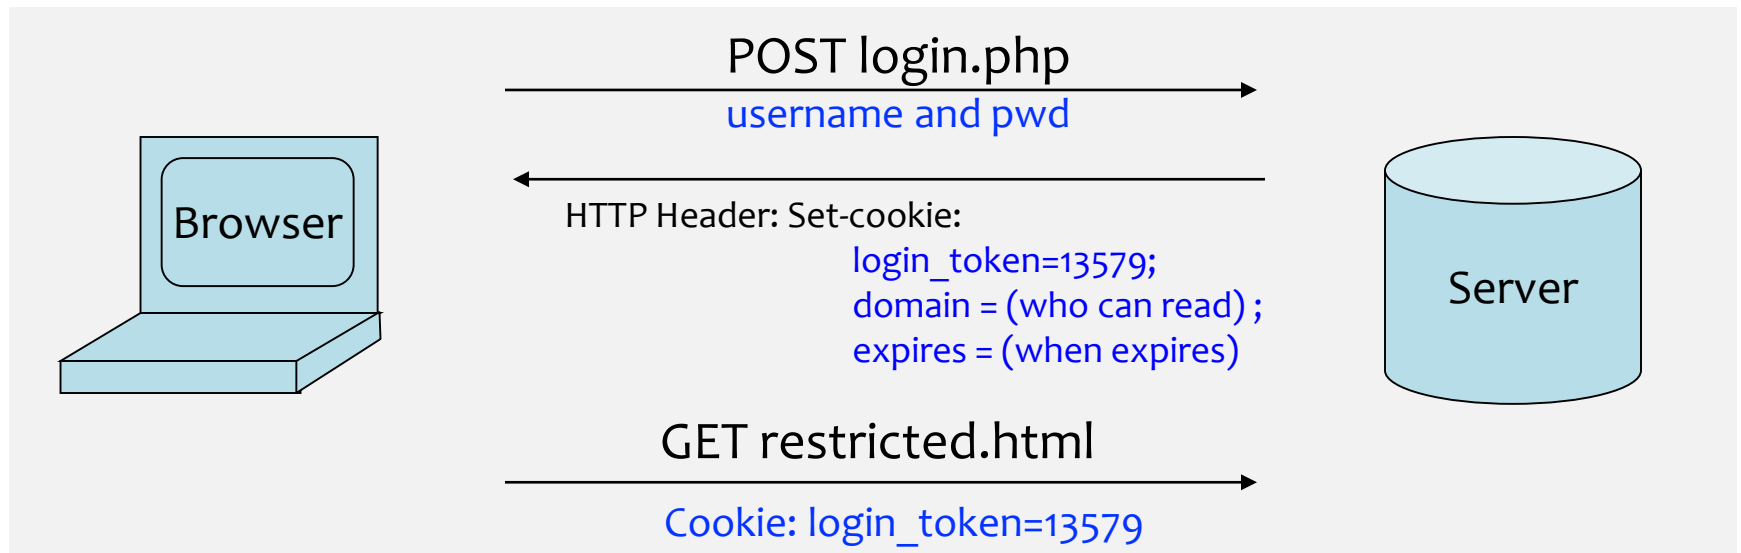 POST login.php
username and pwd
Browser
HTTP Header: Set-cookie:
login_token=13579;
domain = (who can read) ;
expires = (when expires)
Server
GET restricted.html
Cookie: login_token=13579